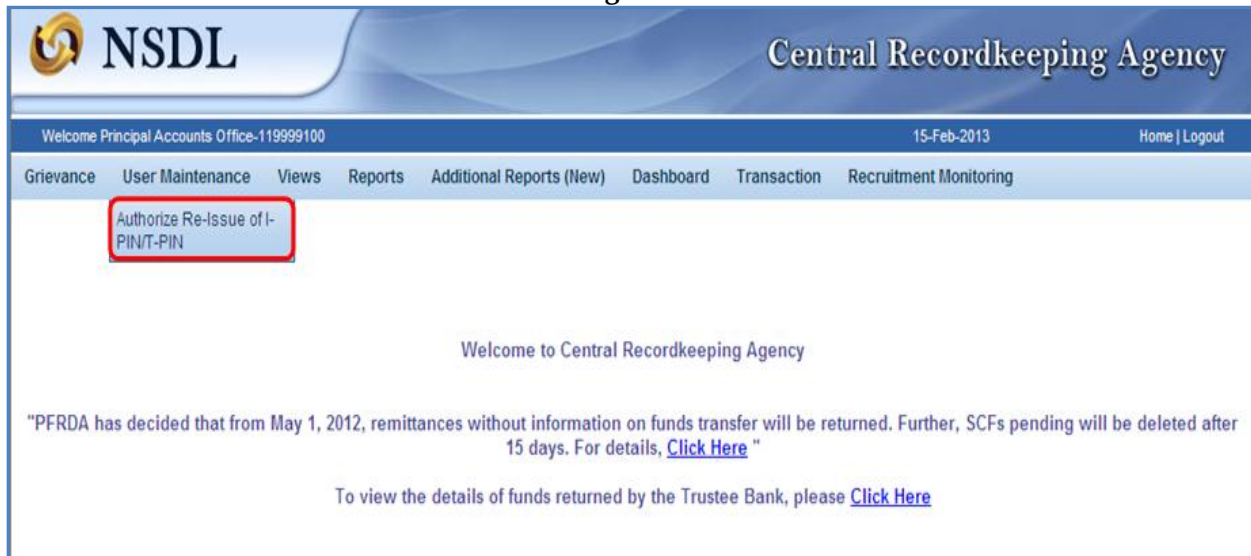 NSDL
Central Recordkeeping Agency
Welcome Principal Accounts Office-119999100 15-Feb-2013 Home | Logout
Grievance User Maintenance Views Reports Additional Reports (New) Dashboard Transaction Recruitment Monitoring
Authorize Re-Issue of I-
PIN/T-PIN
Welcome to Central Recordkeeping Agency
"PFRDA has decided that from May 1, 2012, remittances without information on funds transfer will be returned. Further, SCFs pending will be deleted after
15 days. For details, Click Here "
To view the details of funds returned by the Trustee Bank, please Click Here